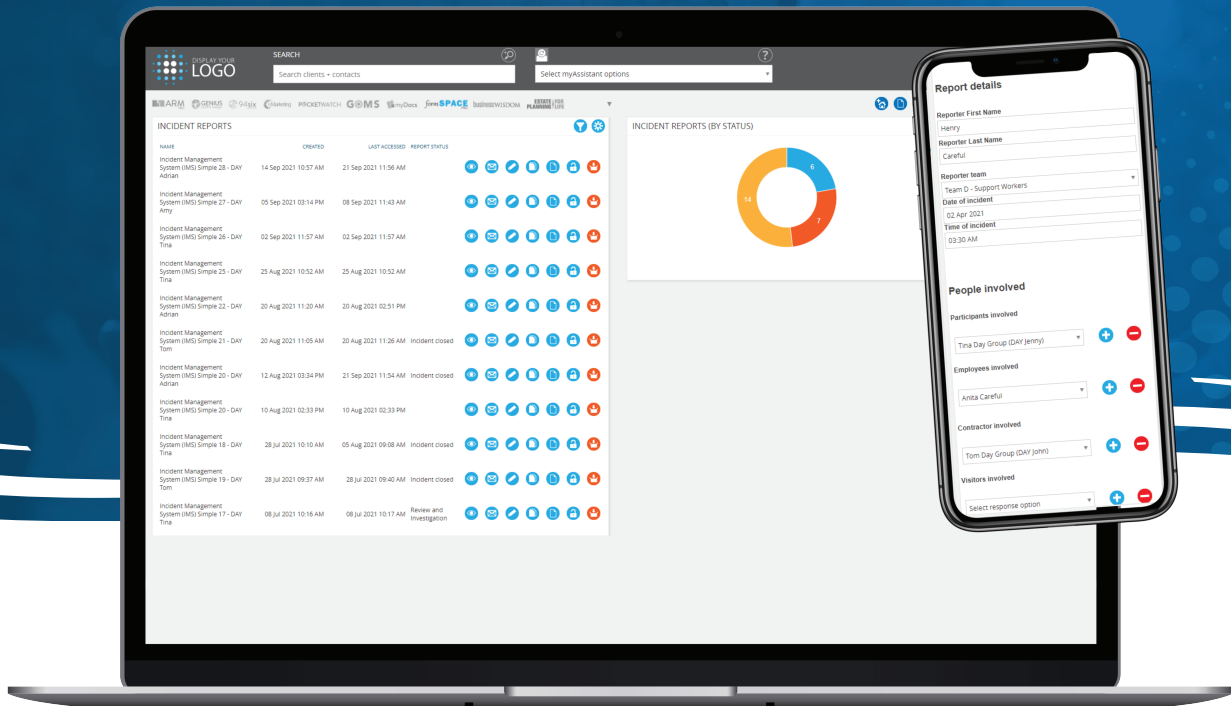 DISPLAY YOUR
LOGO
SEARCH
Search clients + contacts
Select myAssistant options
?
ARM GENIUS 94six Marketing POCKETWATCH GOMS myDocs formSPACE businessWISDOM ESTATE PLANNING FOR LIFE
INCIDENT REPORTS
NAME CREATED LAST ACCESSED REPORT STATUS
Incident Management
System (IMS) Simple 28 - DAY 14 Sep 2021 10:57 AM 21 Sep 2021 11:56 AM
Adrian
Incident Management
System (IMS) Simple 27 - DAY 05 Sep 2021 03:14 PM 08 Sep 2021 11:43 AM
Amy
Incident Management
System (IMS) Simple 26 - DAY 02 Sep 2021 11:57 AM 02 Sep 2021 11:57 AM
Tina
Incident Management
System (IMS) Simple 25 - DAY 25 Aug 2021 10:52 AM 25 Aug 2021 10:52 AM
Tina
Incident Management
System (IMS) Simple 22 - DAY 20 Aug 2021 11:20 AM 20 Aug 2021 02:51 PM
Adrian
Incident Management
System (IMS) Simple 21 - DAY 20 Aug 2021 11:05 AM 20 Aug 2021 11:26 AM Incident closed
Tom
Incident Management
System (IMS) Simple 20 - DAY 12 Aug 2021 03:34 PM 21 Sep 2021 11:54 AM Incident closed
Adrian
Incident Management
System (IMS) Simple 20 - DAY 10 Aug 2021 02:33 PM 10 Aug 2021 02:33 PM
Tina
Incident Management
System (IMS) Simple 18 - DAY 28 Jul 2021 10:10 AM 05 Aug 2021 09:08 AM Incident closed
Tina
Incident Management
System (IMS) Simple 19 - DAY 28 Jul 2021 09:37 AM 28 Jul 2021 09:40 AM Incident closed
Tom
Incident Management
System (IMS) Simple 17 - DAY 08 Jul 2021 10:16 AM 08 Jul 2021 10:17 AM Review and Investigation
Tina
INCIDENT REPORTS (BY STATUS)
6
14
7
Report details
Reporter First Name
Henry
Reporter Last Name
Careful
Reporter team
Team D - Support Workers
Date of incident
02 Apr 2021
Time of incident
03:30 AM
People involved
Participants involved
Tina Day Group (DAY Jenny)
Employees involved
Anita Careful
Contractor involved
Tom Day Group (DAY John)
Visitors involved
Select response option